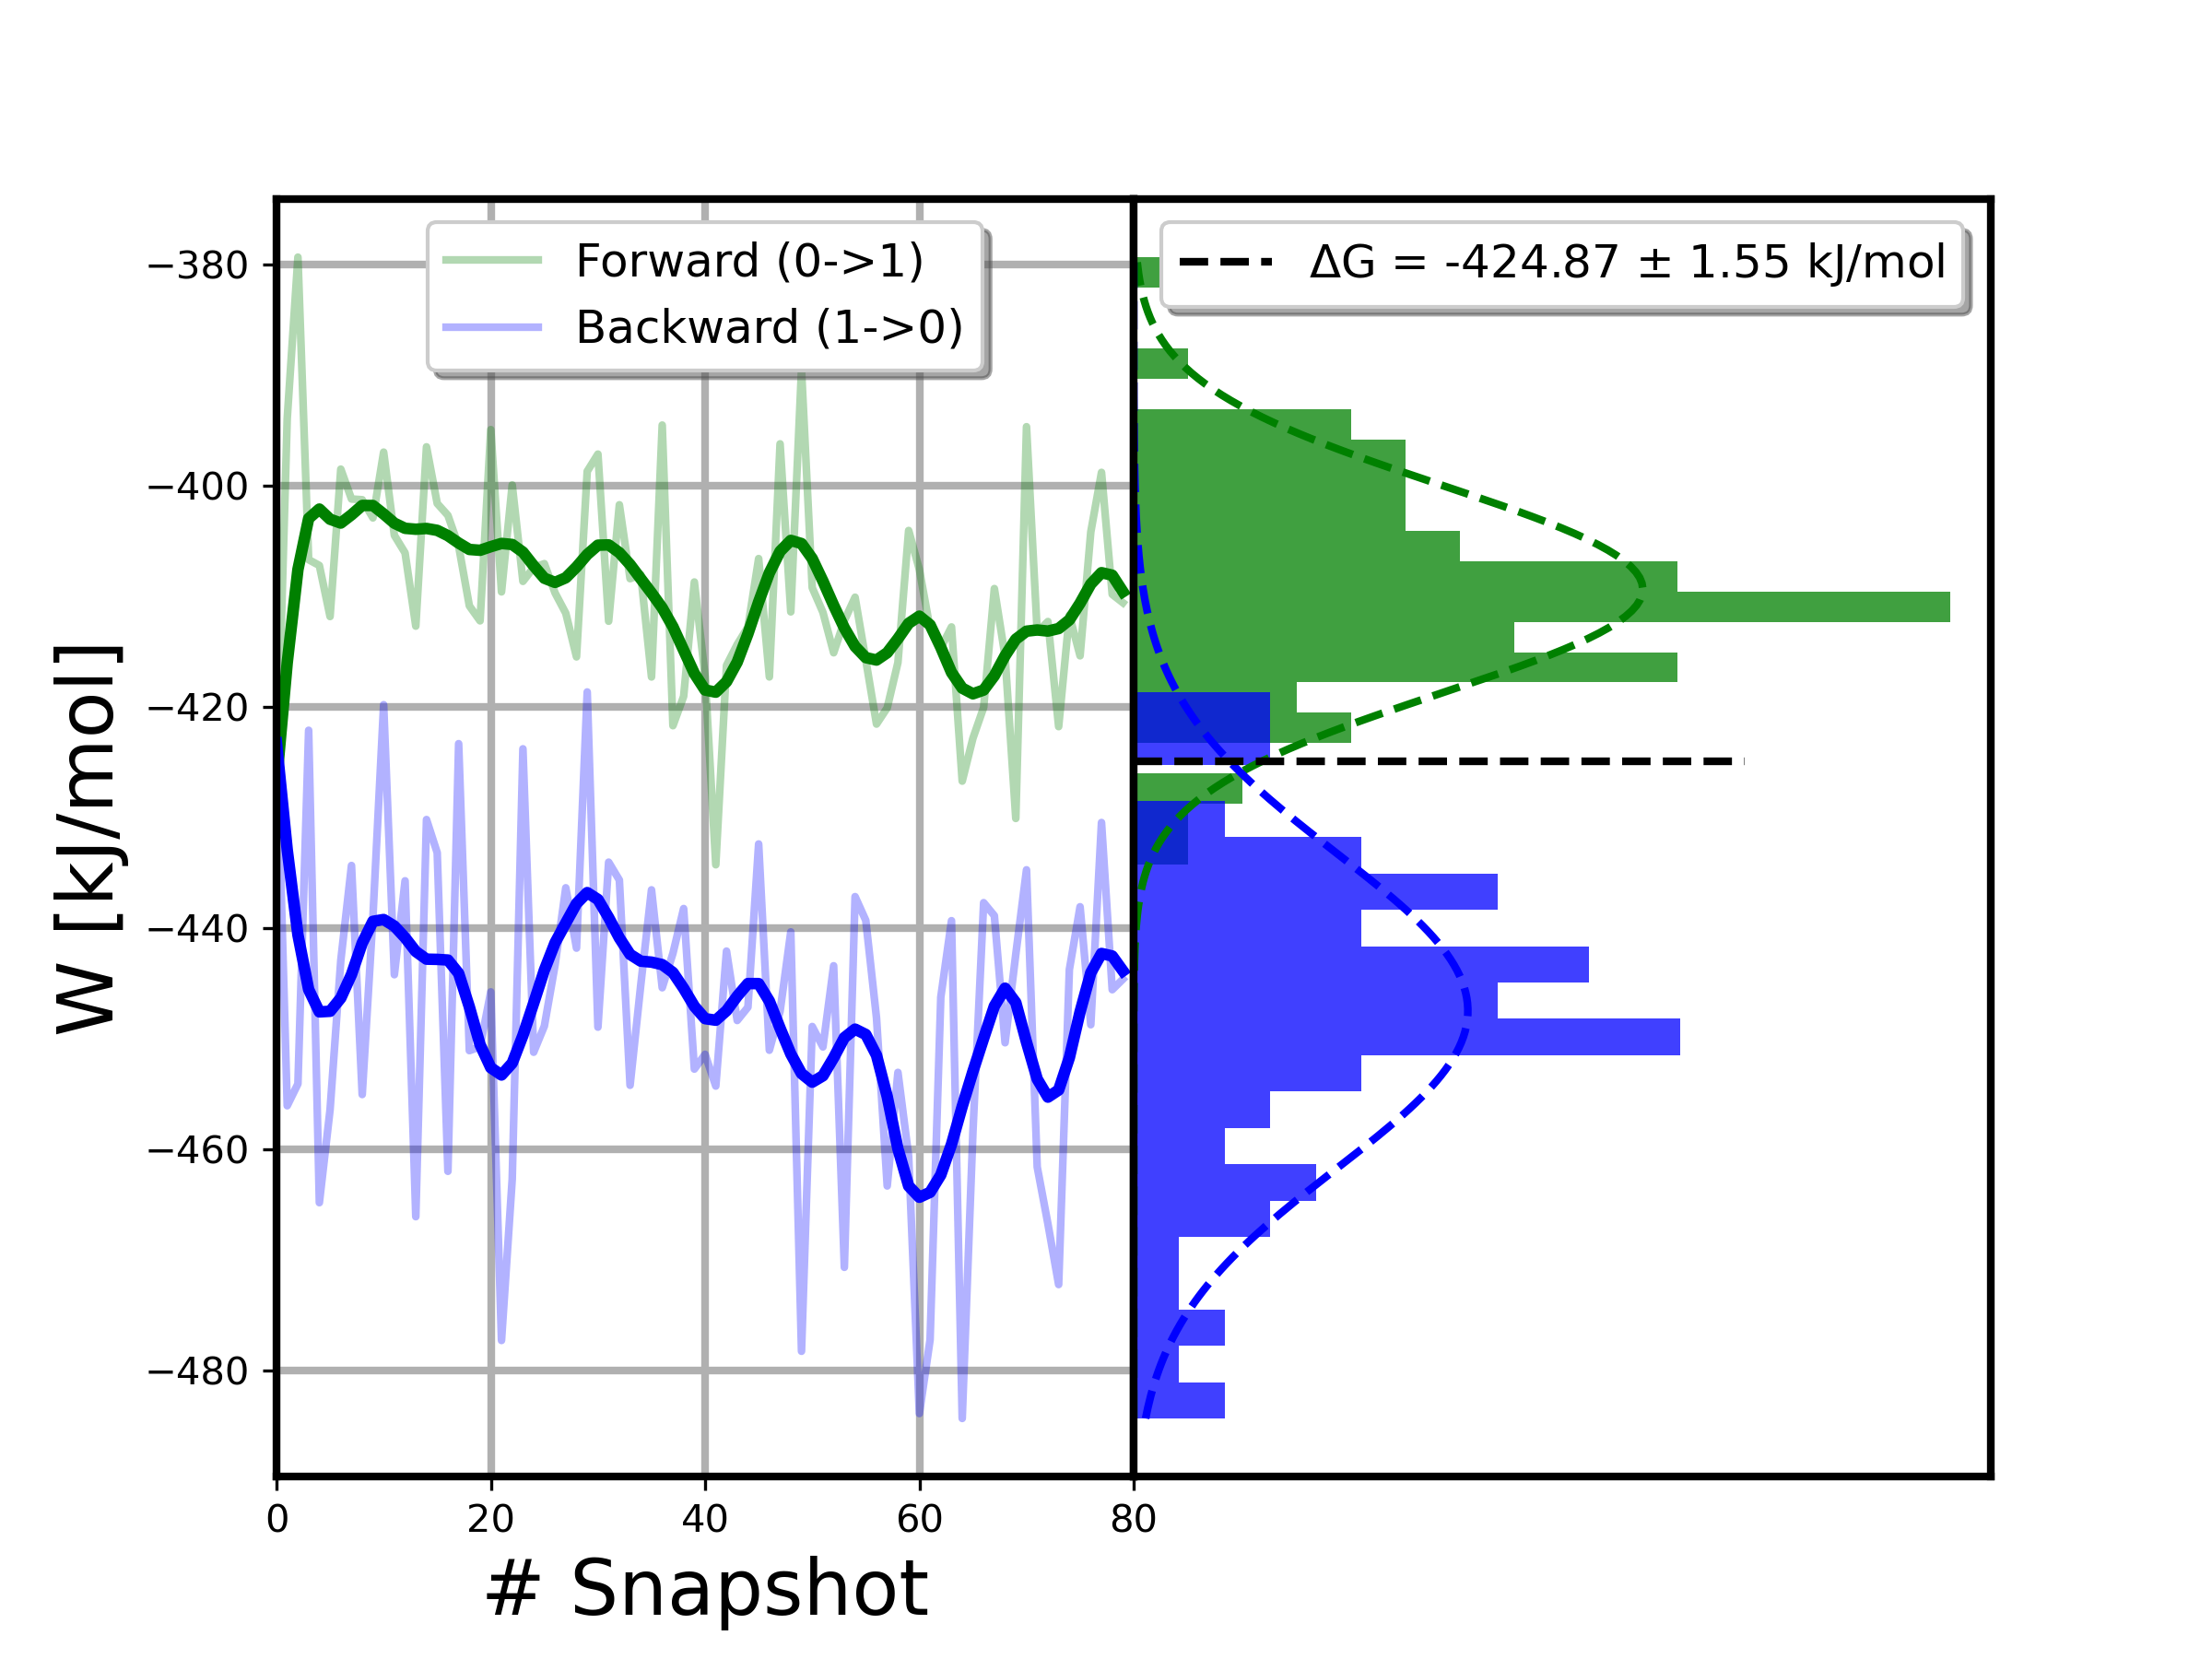 Forward (0->1)
Backward (1->0)
ΔG = -424.87 ± 1.55 kJ/mol
W [kJ/mol]
−380
−400
−420
−440
−460
−480
0 20 40 60 80
# Snapshot